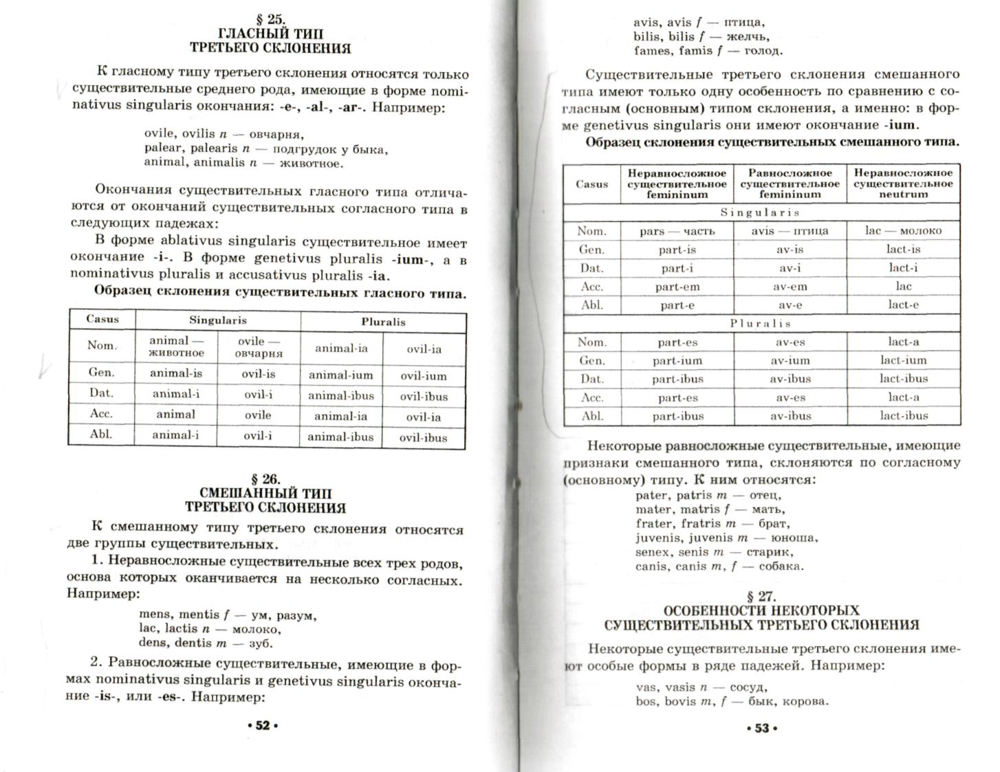 § 25.
ГЛАСНЫЙ ТИП
ТРЕТЬЕГО СКЛОНЕНИЯ
К гласному типу третьего склонения относятся только
существительные среднего рода, имеющие в форме nomi-
nativus singularis окончания: -e-, -al-, -ar-. Например:
ovile, ovilis n — овчарня,
palear, palearis n — подгрудок у быка,
animal, animalis n — животное.
Окончания существительных гласного типа отлича-
ются от окончаний существительных согласного типа в
следующих падежах:
В форме ablativus singularis существительное имеет
окончание -i-. В форме genetivus pluralis -ium-, а в
nominativus pluralis и accusativus pluralis -ia.
Образец склонения существительных гласного типа.
Casus Singularis Pluralis
Nom. animal — животное ovile — овчарня animal-ia ovil-ia
Gen. animal-is ovil-is animal-ium ovil-ium
Dat. animal-i ovil-i animal-ibus ovil-ibus
Acc. animal ovile animal-ia ovil-ia
Abl. animal-i ovil-i animal-ibus ovil-ibus
§ 26.
СМЕШАННЫЙ ТИП
ТРЕТЬЕГО СКЛОНЕНИЯ
К смешанному типу третьего склонения относятся
две группы существительных.
1. Неравносложные существительные всех трех родов,
основа которых оканчивается на несколько согласных.
Например:
mens, mentis f — ум, разум,
lac, lactis n — молоко,
dens, dentis m — зуб.
2. Равносложные существительные, имеющие в фор-
мах nominativus singularis и genetivus singularis оконча-
ние -is-, или -es-. Например:
• 52 •
avis, avis f — птица,
bilis, bilis f — желчь,
fames, famis f — голод.
Существительные третьего склонения смешанного
типа имеют только одну особенность по сравнению с со-
гласным (основным) типом склонения, а именно: в фор-
ме genetivus singularis они имеют окончание -ium.
Образец склонения существительных смешанного типа.
Casus Неравносложное существительное femininum Равносложное существительное femininum Неравносложное существительное neutrum
Singularis
Nom. pars — часть avis — птица lac — молоко
Gen. part-is av-is lact-is
Dat. part-i av-i lact-i
Acc. part-em av-em lac
Abl. part-e av-e lact-e
Pluralis
Nom. part-es av-es lact-a
Gen. part-ium av-ium lact-ium
Dat. part-ibus av-ibus lact-ibus
Acc. part-es av-es lact-a
Abl. part-ibus av-ibus lact-ibus
Некоторые равносложные существительные, имеющие
признаки смешанного типа, склоняются по согласному
(основному) типу. К ним относятся:
pater, patris m — отец,
mater, matris f — мать,
frater, fratris m — брат,
juvenis, juvenis m — юноша,
senex, senis m — старик,
canis, canis m, f — собака.
§ 27.
ОСОБЕННОСТИ НЕКОТОРЫХ
СУЩЕСТВИТЕЛЬНЫХ ТРЕТЬЕГО СКЛОНЕНИЯ
Некоторые существительные третьего склонения име-
ют особые формы в ряде падежей. Например:
vas, vasis n — сосуд,
bos, bovis m, f — бык, корова.
• 53 •